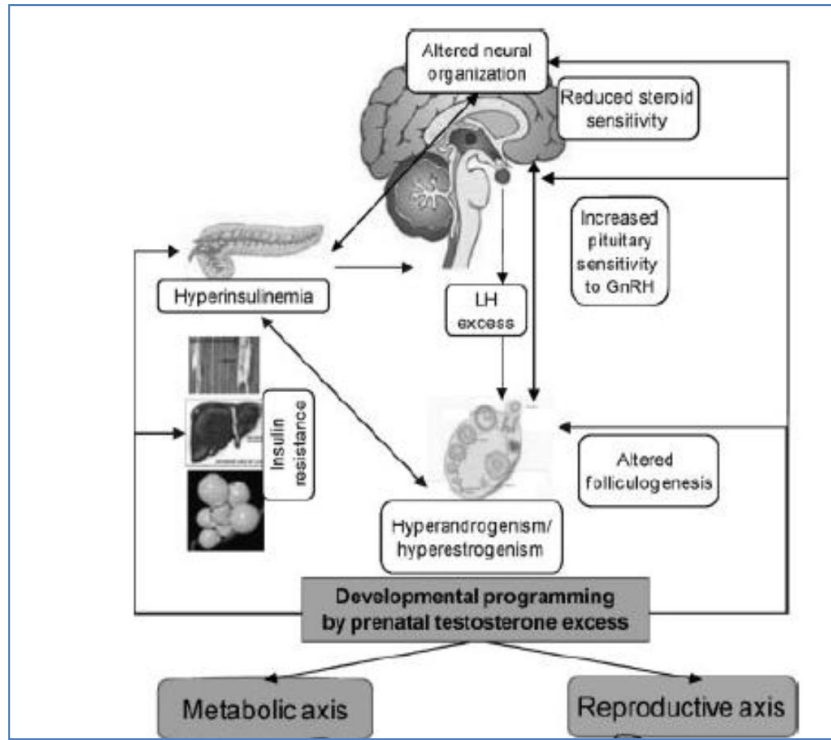 Altered neural
organization
Reduced steroid
sensitivity
Increased
pituitary
sensitivity
to GnRH
Hyperinsulinemia
LH
excess
Insulin
resistance
Altered
folliculogenesis
Hyperandrogenism/
hyperestrogenism
Developmental programming
by prenatal testosterone excess
Metabolic axis
Reproductive axis